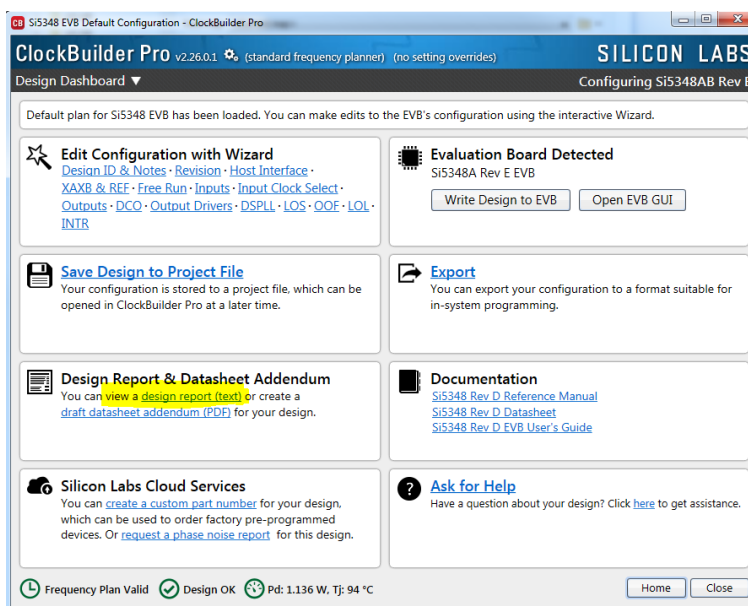 CB Si5348 EVB Default Configuration - ClockBuilder Pro
ClockBuilder Pro v2.26.0.1 (standard frequency planner) (no setting overrides) SILICON LABS
Design Dashboard ▼ Configuring Si5348AB Rev E
Default plan for Si5348 EVB has been loaded. You can make edits to the EVB's configuration using the interactive Wizard.
Edit Configuration with Wizard
Design ID & Notes · Revision · Host Interface ·
XAXB & REF · Free Run · Inputs · Input Clock Select ·
Outputs · DCO · Output Drivers · DSPLL · LOS · OOF · LOL ·
INTR
Evaluation Board Detected
Si5348A Rev E EVB
Write Design to EVB Open EVB GUI
Save Design to Project File
Your configuration is stored to a project file, which can be
opened in ClockBuilder Pro at a later time.
Export
You can export your configuration to a format suitable for
in-system programming.
Design Report & Datasheet Addendum
You can view a design report (text) or create a
draft datasheet addendum (PDF) for your design.
Documentation
Si5348 Rev D Reference Manual
Si5348 Rev D Datasheet
Si5348 Rev D EVB User's Guide
Silicon Labs Cloud Services
You can create a custom part number for your design,
which can be used to order factory pre-programmed
devices. Or request a phase noise report for this design.
Ask for Help
Have a question about your design? Click here to get assistance.
Frequency Plan Valid Design OK Pd: 1.136 W, Tj: 94 °C Home Close